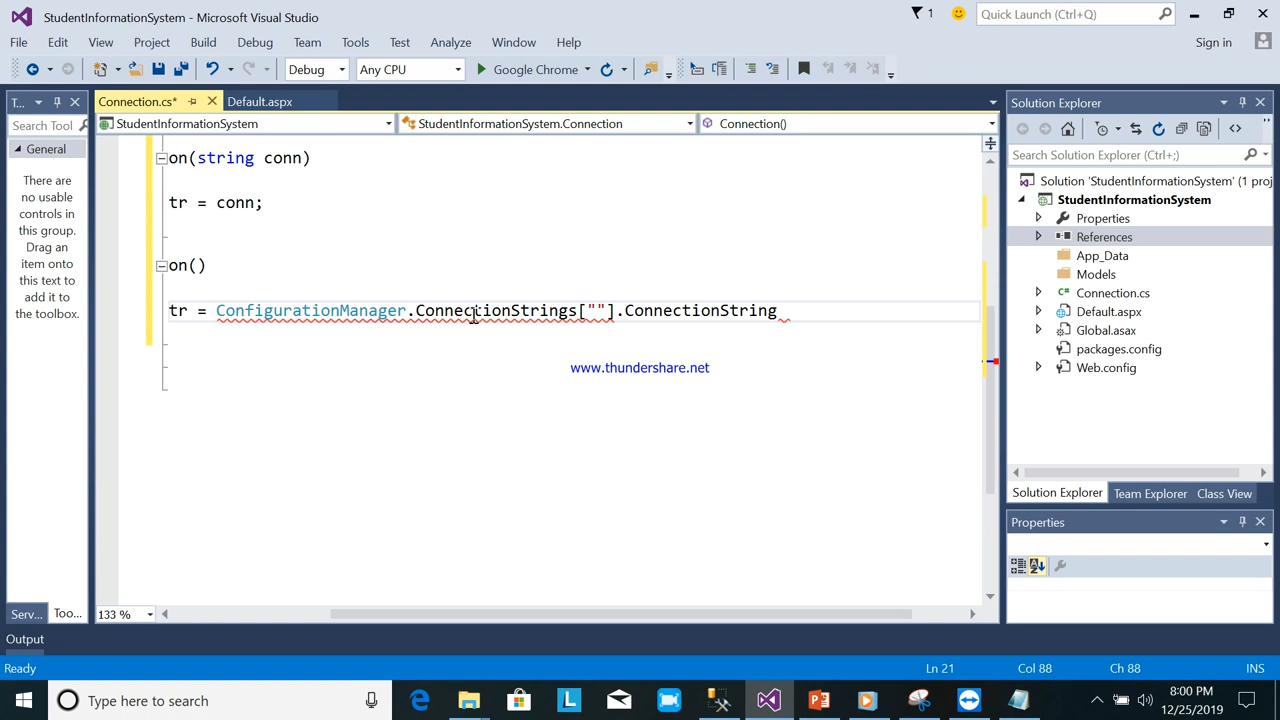 StudentInformationSystem - Microsoft Visual Studio
1
Quick Launch (Ctrl+Q)
File Edit View Project Build Debug Team Tools Test Analyze Window Help
Sign in
Debug Any CPU Google Chrome
T...
Connection.cs*
Default.aspx
Solution Explorer
Search Tool
StudentInformationSystem
StudentInformationSystem.Connection
Connection()
General
There are
no usable
controls in
this group.
Drag an
item onto
this text to
add it to
the toolbox.
on(string conn)
tr = conn;
on()
tr = ConfigurationManager.ConnectionStrings[""].ConnectionString
www.thundershare.net
Search Solution Explorer (Ctrl+;)
Solution 'StudentInformationSystem' (1 proj
StudentInformationSystem
Properties
References
App_Data
Models
Connection.cs
Default.aspx
Global.asax
packages.config
Web.config
Solution Explorer Team Explorer Class View
Properties
Serv... Too...
133 %
Output
Ready
Ln 21
Col 88
Ch 88
INS
Type here to search
8:00 PM
12/25/2019